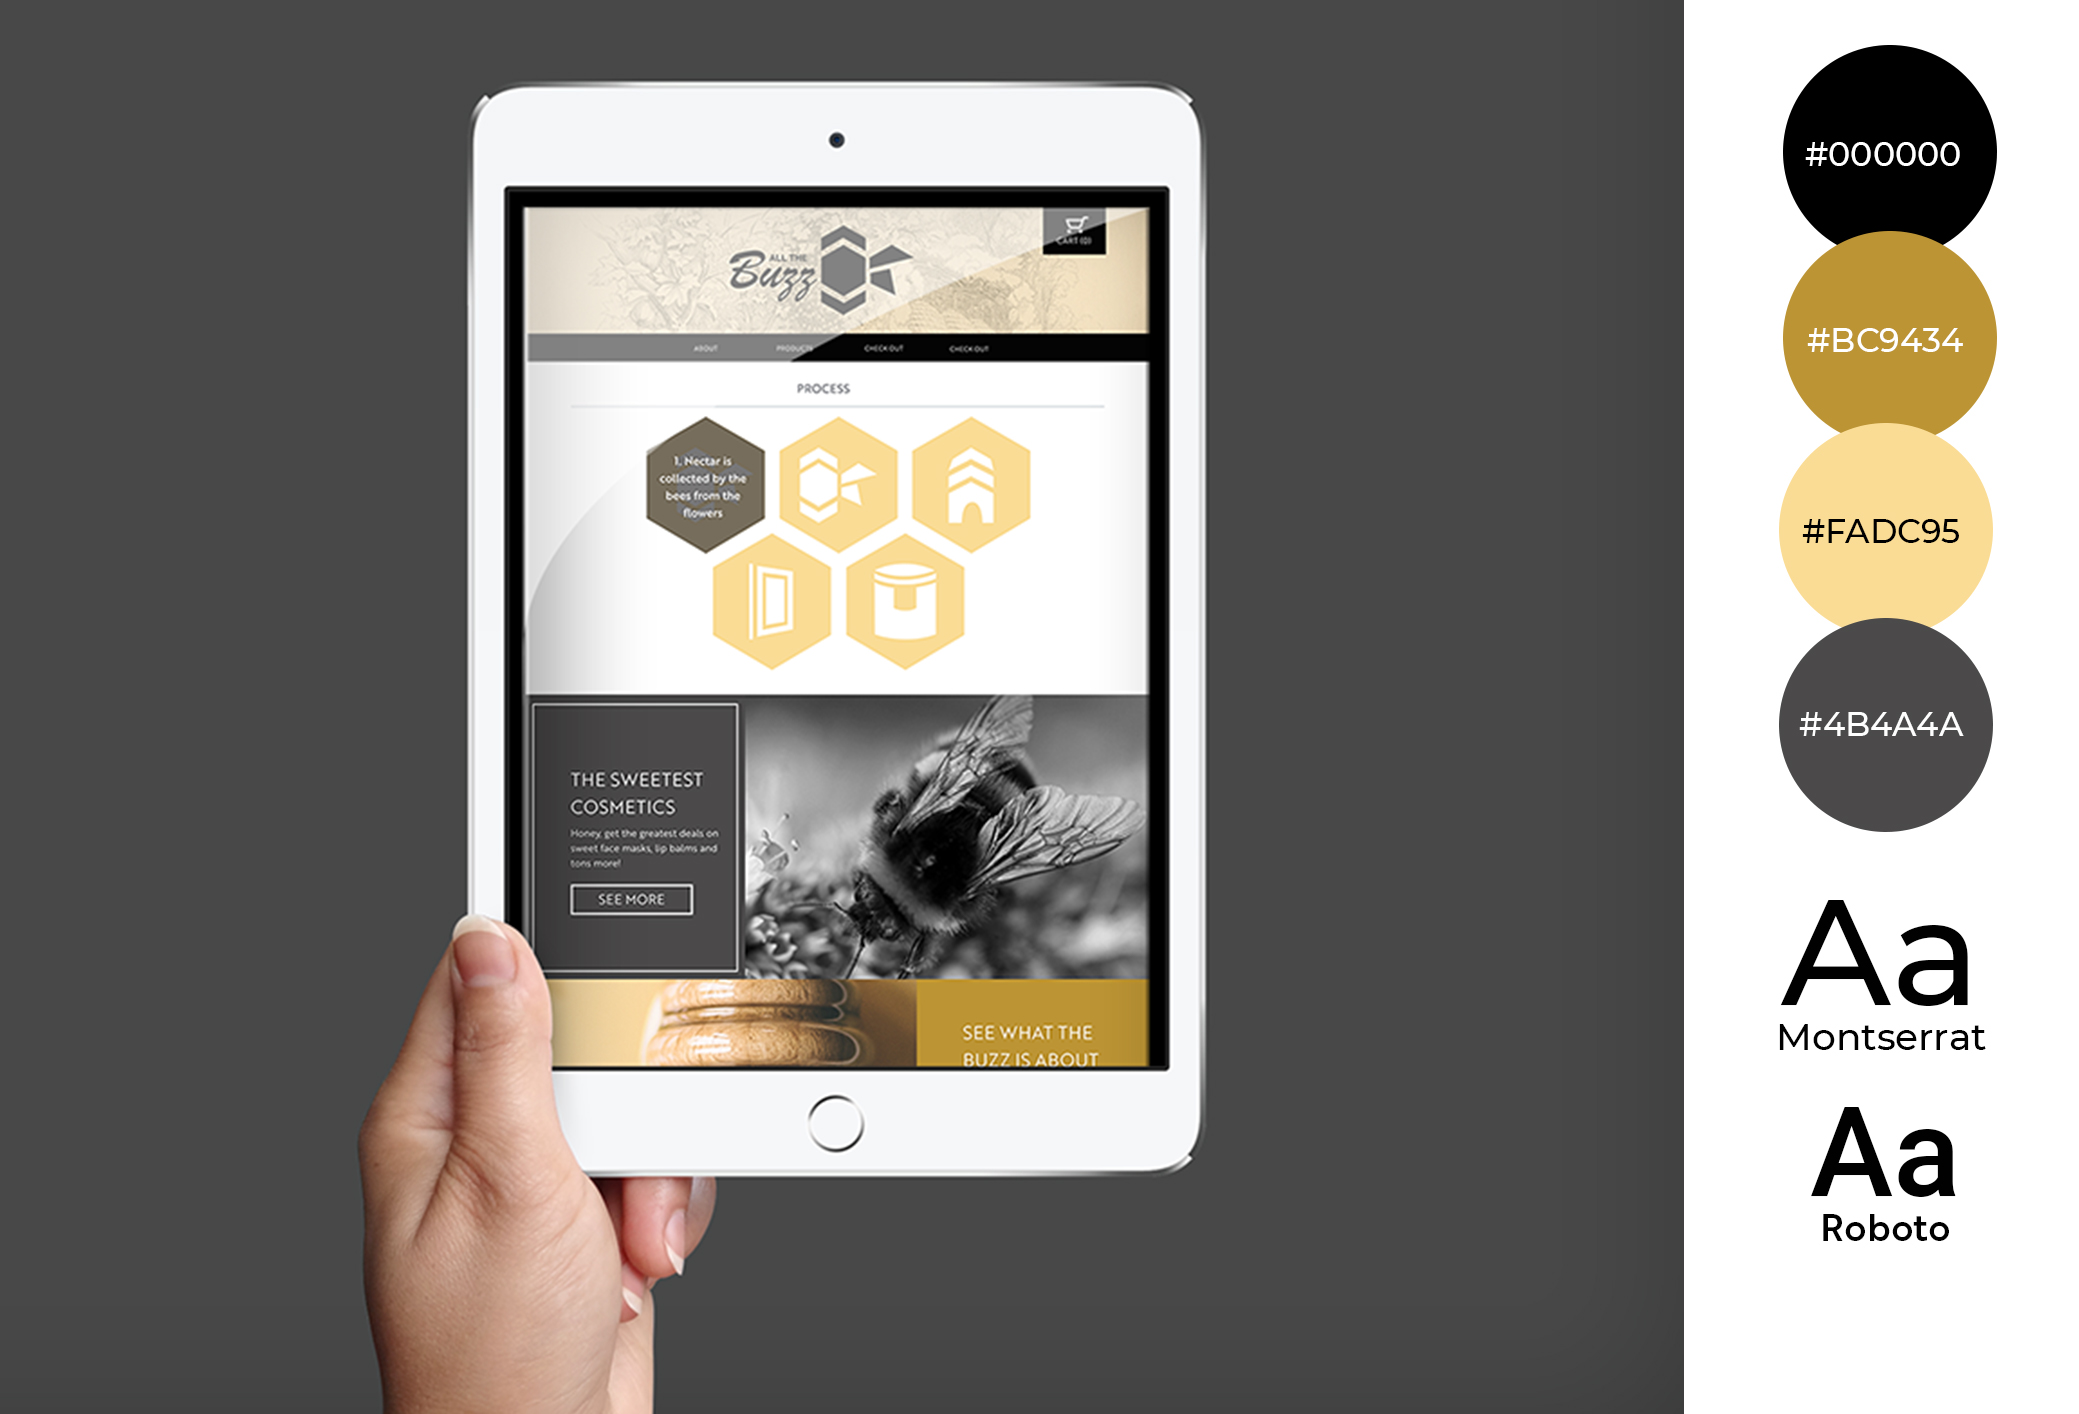 ALL THE
Buzz
CART (0)
ABOUT
PRODUCTS
CHECK OUT
CHECK OUT
PROCESS
1. Nectar is
collected by the
bees from the
flowers
THE SWEETEST
COSMETICS
Honey, get the greatest deals on
sweet face masks, lip balms and
tons more!
SEE MORE
SEE WHAT THE
BUZZ IS ABOUT
#000000
#BC9434
#FADC95
#4B4A4A
Aa
Montserrat
Aa
Roboto